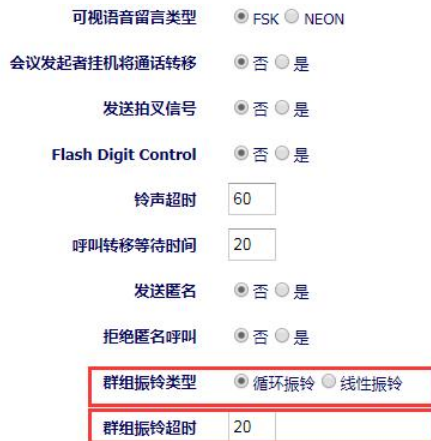 可视语音留言类型 FSK NEON
会议发起者挂机将通话转移 否 是
发送拍叉信号 否 是
Flash Digit Control 否 是
铃声超时 60
呼叫转移等待时间 20
发送匿名 否 是
拒绝匿名呼叫 否 是
群组振铃类型 循环振铃 线性振铃
群组振铃超时 20